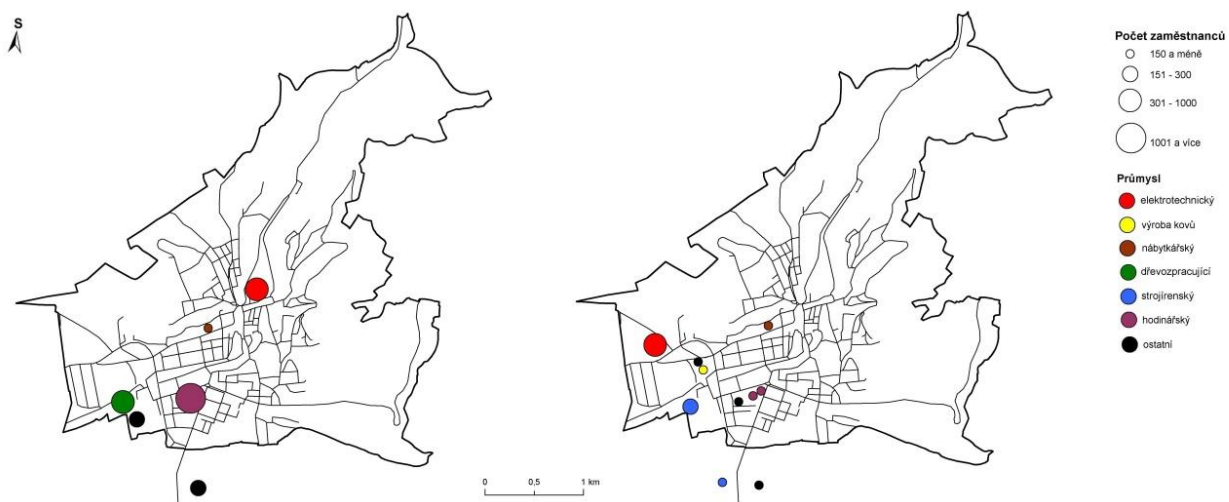 S
Počet zaměstnanců
150 a méně
151 - 300
301 - 1000
1001 a více
Průmysl
elektrotechnický
výroba kovů
nábytkářský
dřevozpracující
strojírenský
hodinářský
ostatní
0 0,5 1 km